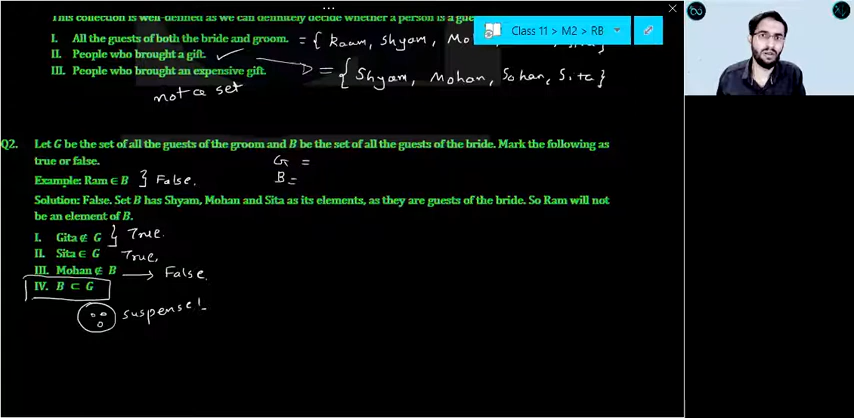 This collection is well defined as we can definitely decide whether a person is a
I. All the guests of both the bride and groom. = { Raam, Shyam,
Class 11 > M2 > RB
II. People who brought a gift. ✓
III. People who brought an expensive gift. = { Shyam, Mohan, Sohan, Sita }
not a set
Q2. Let G be the set of all the guests of the groom and B be the set of all the guests of the bride. Mark the following as
true or false. G =
Example: Ram ∈ B } False. B =
Solution: False. Set B has Shyam, Mohan and Sita as its elements, as they are guests of the bride. So Ram will not
be an element of B.
I. Gita ∉ G } True.
II. Sita ∈ G True.
III. Mohan ∉ B → False.
IV. B ⊂ G
suspense!